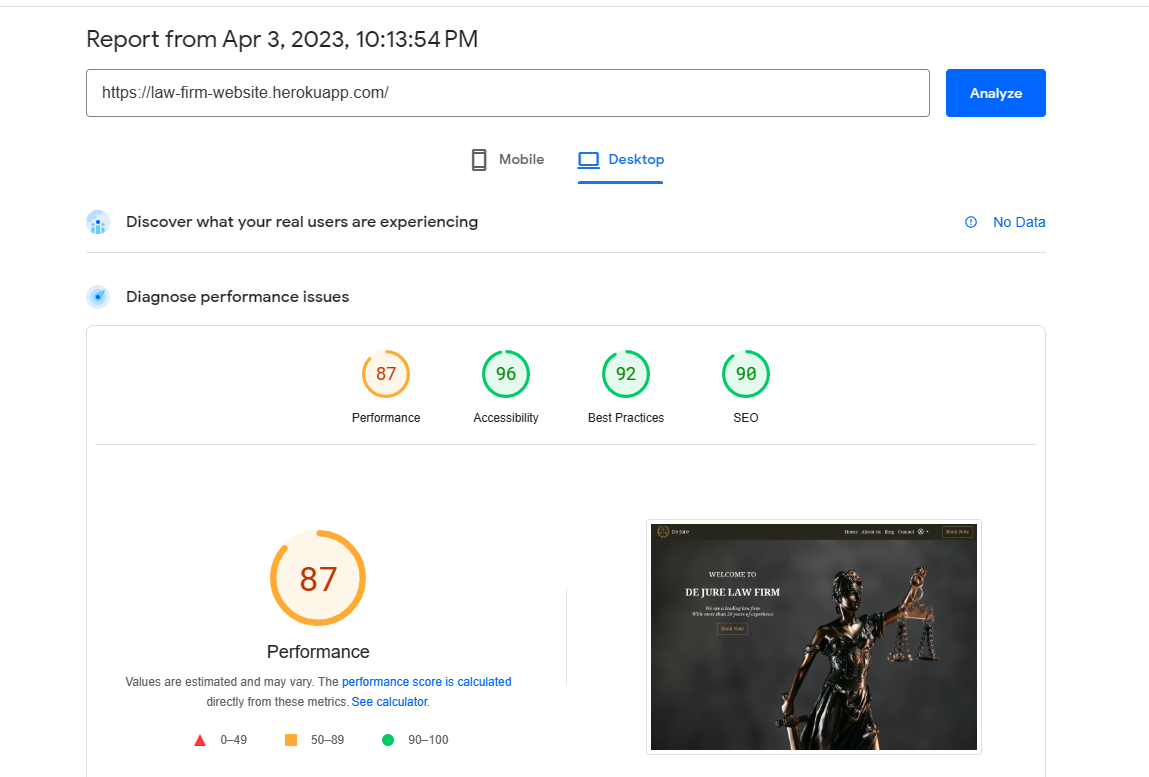 Report from Apr 3, 2023, 10:13:54 PM
https://law-firm-website.herokuapp.com/
Analyze
Mobile
Desktop
Discover what your real users are experiencing
No Data
Diagnose performance issues
87
96
92
90
Performance
Accessibility
Best Practices
SEO
87
Performance
Values are estimated and may vary. The performance score is calculated
directly from these metrics. See calculator.
0–49
50–89
90–100
De Jure
Home
About us
Blog
Contact
Book Now
WELCOME TO
DE JURE LAW FIRM
We are a leading law firm
With more than 20 years of experience
Book Now